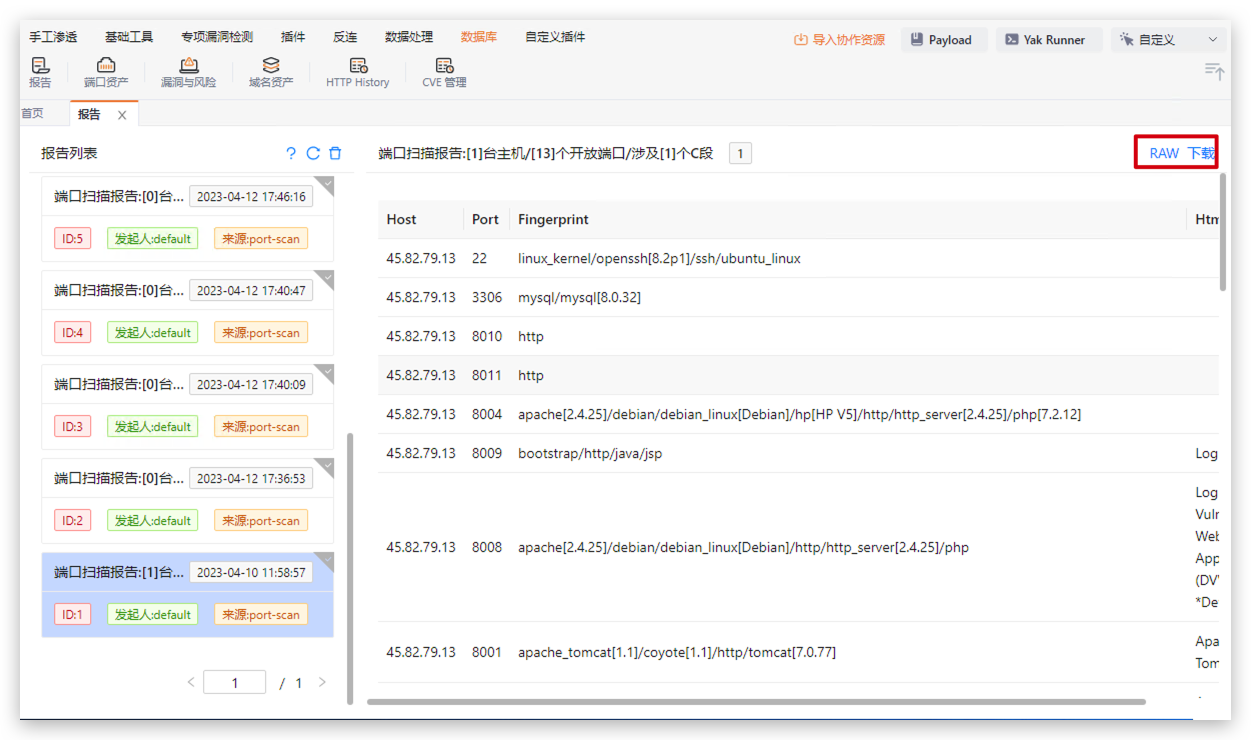 手工渗透 基础工具 专项漏洞检测 插件 反连 数据处理 数据库 自定义插件 导入协作资源 Payload Yak Runner 自定义
报告 端口资产 漏洞与风险 域名资产 HTTP History CVE 管理
首页 报告
报告列表
端口扫描报告:[0]台... 2023-04-12 17:46:16
ID:5 发起人:default 来源:port-scan
端口扫描报告:[0]台... 2023-04-12 17:40:47
ID:4 发起人:default 来源:port-scan
端口扫描报告:[0]台... 2023-04-12 17:40:09
ID:3 发起人:default 来源:port-scan
端口扫描报告:[0]台... 2023-04-12 17:36:53
ID:2 发起人:default 来源:port-scan
端口扫描报告:[1]台... 2023-04-10 11:58:57
ID:1 发起人:default 来源:port-scan
1 / 1
端口扫描报告:[1]台主机/[13]个开放端口/涉及[1]个C段 1 RAW 下载
Host Port Fingerprint Htm
45.82.79.13 22 linux_kernel/openssh[8.2p1]/ssh/ubuntu_linux
45.82.79.13 3306 mysql/mysql[8.0.32]
45.82.79.13 8010 http
45.82.79.13 8011 http
45.82.79.13 8004 apache[2.4.25]/debian/debian_linux[Debian]/hp[HP V5]/http/http_server[2.4.25]/php[7.2.12]
45.82.79.13 8009 bootstrap/http/java/jsp Log
45.82.79.13 8008 apache[2.4.25]/debian/debian_linux[Debian]/http/http_server[2.4.25]/php
Log
Vulr
Web
App
(DV
*De
45.82.79.13 8001 apache_tomcat[1.1]/coyote[1.1]/http/tomcat[7.0.77]
Apa
Tom